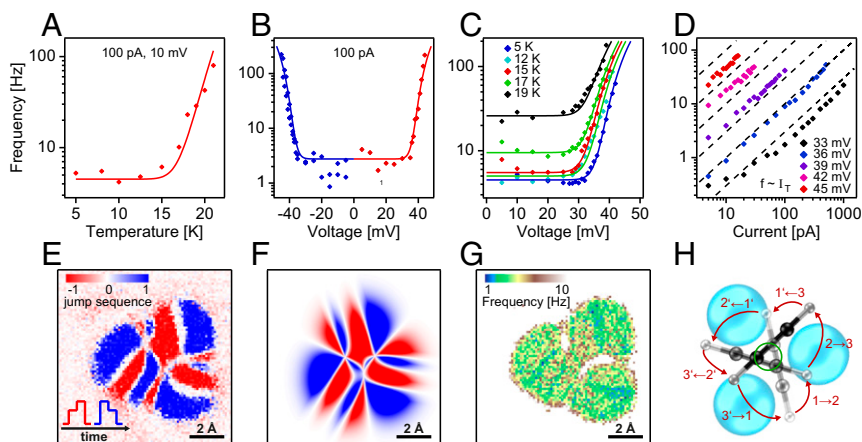 A
100 pA, 10 mV
Frequency [Hz]
100
10
5 10 15 20
Temperature [K]
B
100 pA
100
10
1
1
-40 -20 0 20 40
Voltage [mV]
C
5 K
12 K
15 K
17 K
19 K
100
10
0 10 20 30 40 50
Voltage [mV]
D
100
10
1
0.1
33 mV
36 mV
39 mV
42 mV
45 mV
f ~ I_T
10 100 1000
Current [pA]
E
-1 0 1
jump sequence
time
2 Å
F
2 Å
G
1 10
Frequency [Hz]
2 Å
H
2'←1'
1'←3
2→3
3'←2'
3'→1
1→2